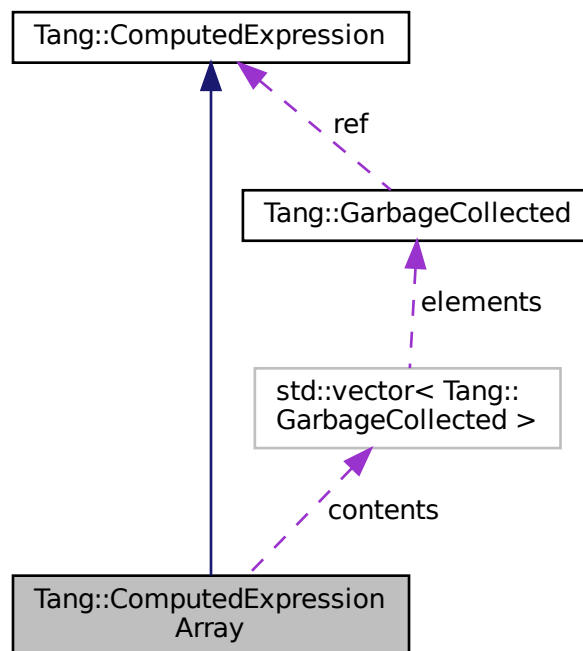 Tang::ComputedExpression
ref
Tang::GarbageCollected
elements
std::vector< Tang::
GarbageCollected >
contents
Tang::ComputedExpression
Array